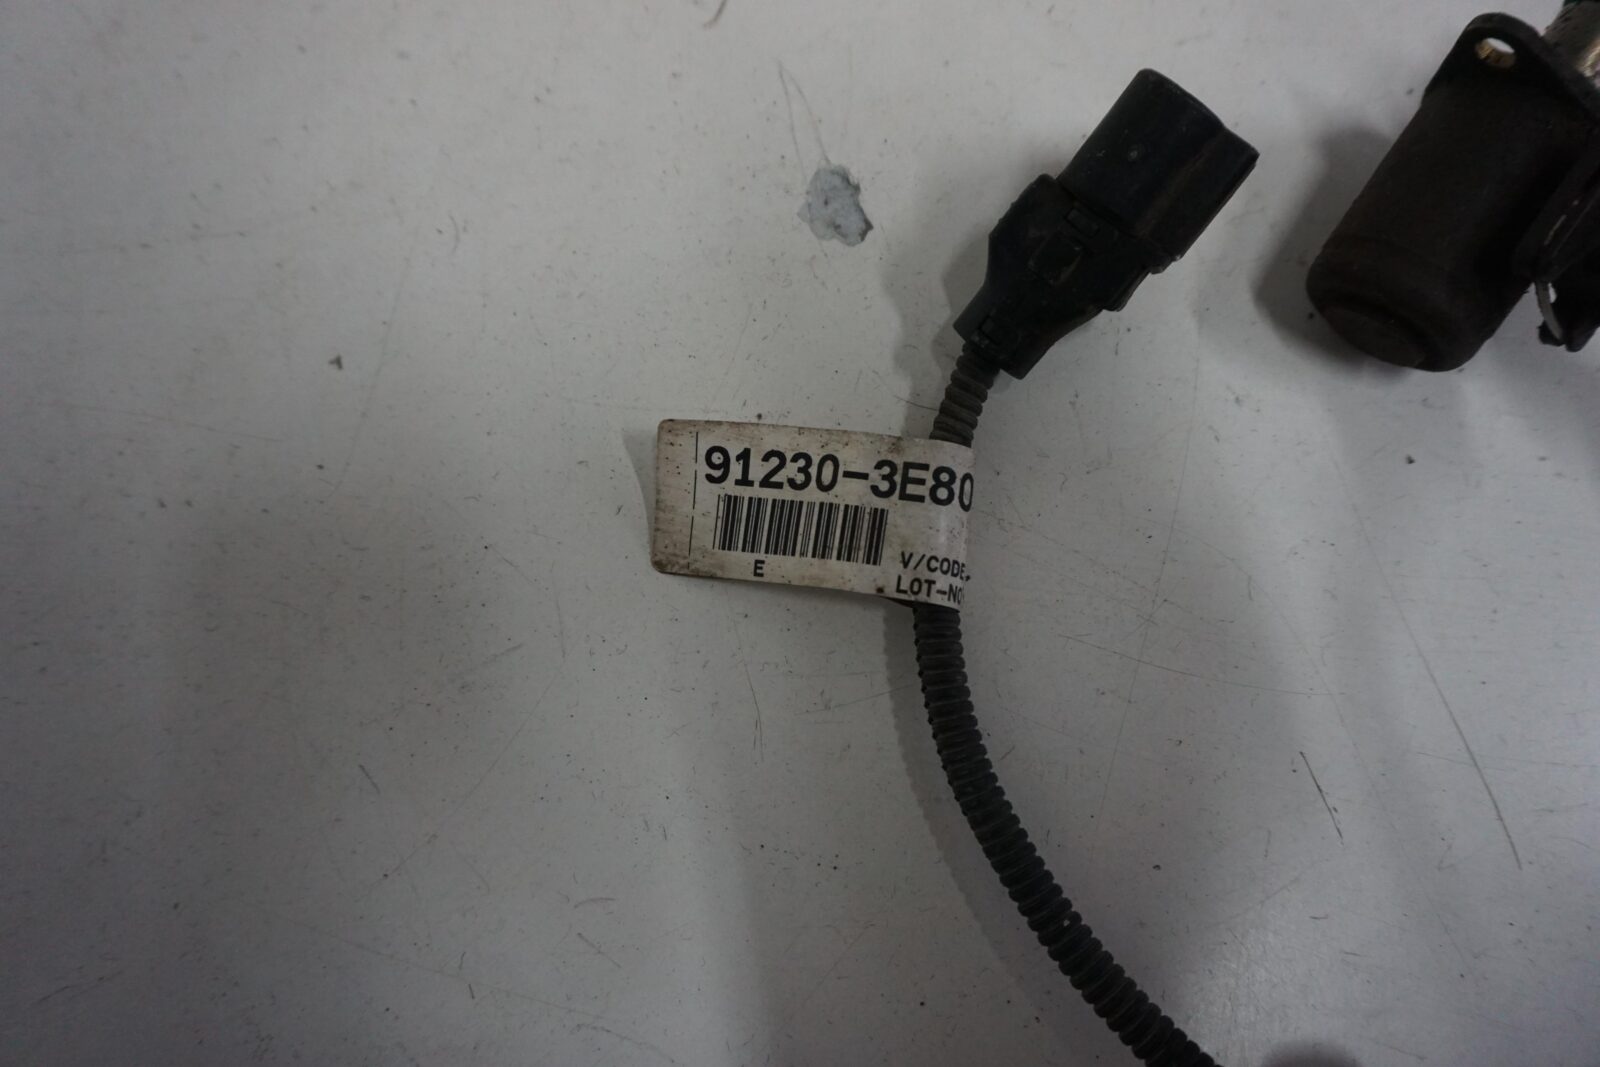 91230-3E80
E
V/CODE
LOT-NO